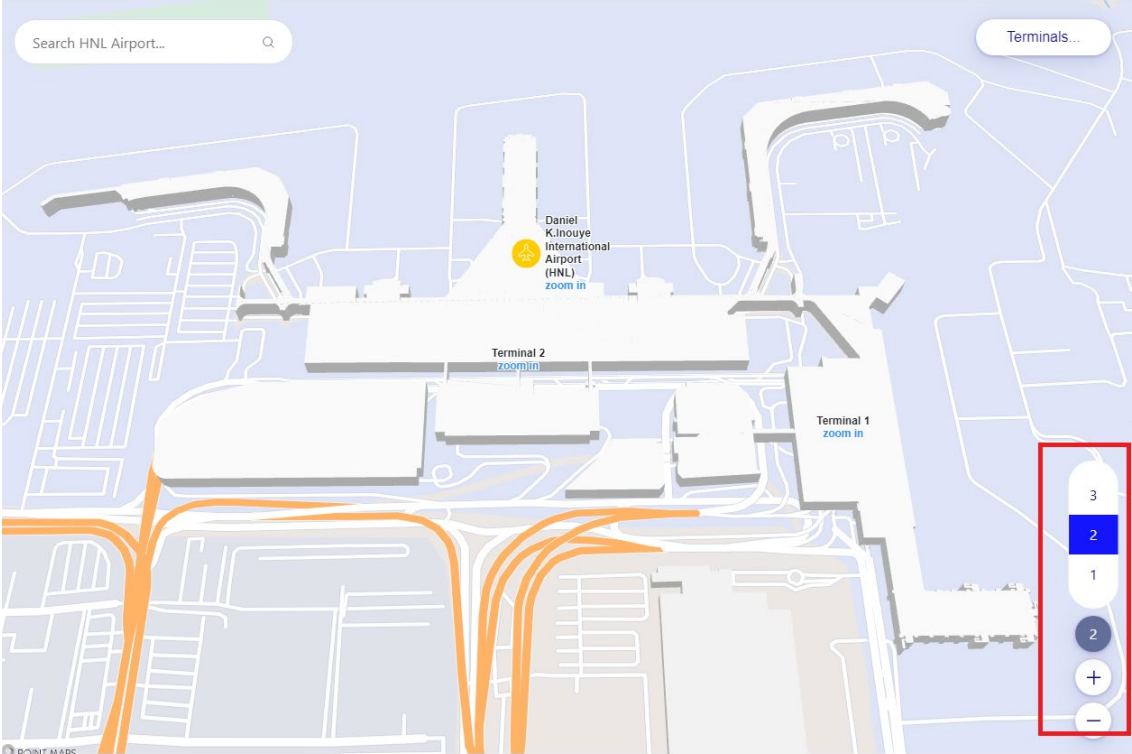 Search HNL Airport...
Terminals...
Daniel
K.Inouye
International
Airport
(HNL)
zoom in
Terminal 2
zoom in
Terminal 1
zoom in
3
2
1
2
+
−
POINT MAPS